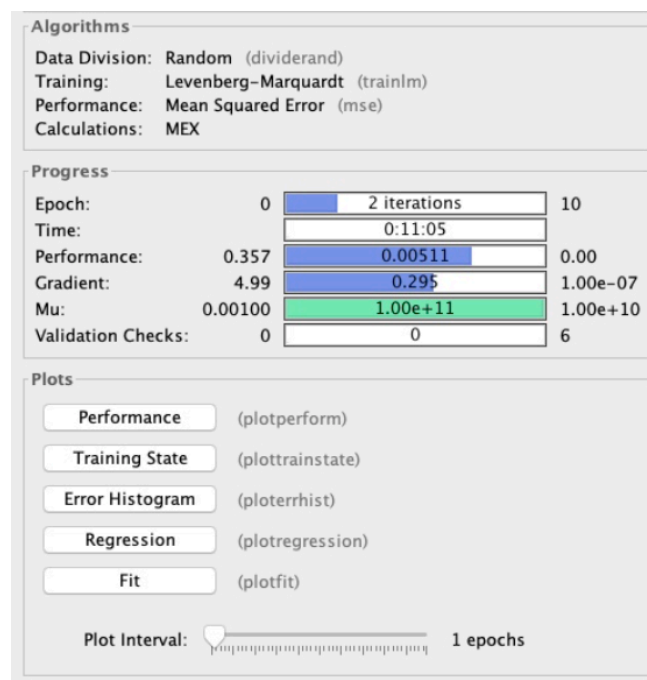 Algorithms
Data Division: Random (dividerand)
Training: Levenberg-Marquardt (trainlm)
Performance: Mean Squared Error (mse)
Calculations: MEX
Progress
Epoch: 0 2 iterations 10
Time: 0:11:05
Performance: 0.357 0.00511 0.00
Gradient: 4.99 0.295 1.00e-07
Mu: 0.00100 1.00e+11 1.00e+10
Validation Checks: 0 0 6
Plots
Performance (plotperform)
Training State (plottrainstate)
Error Histogram (ploterrhist)
Regression (plotregression)
Fit (plotfit)
Plot Interval: 1 epochs